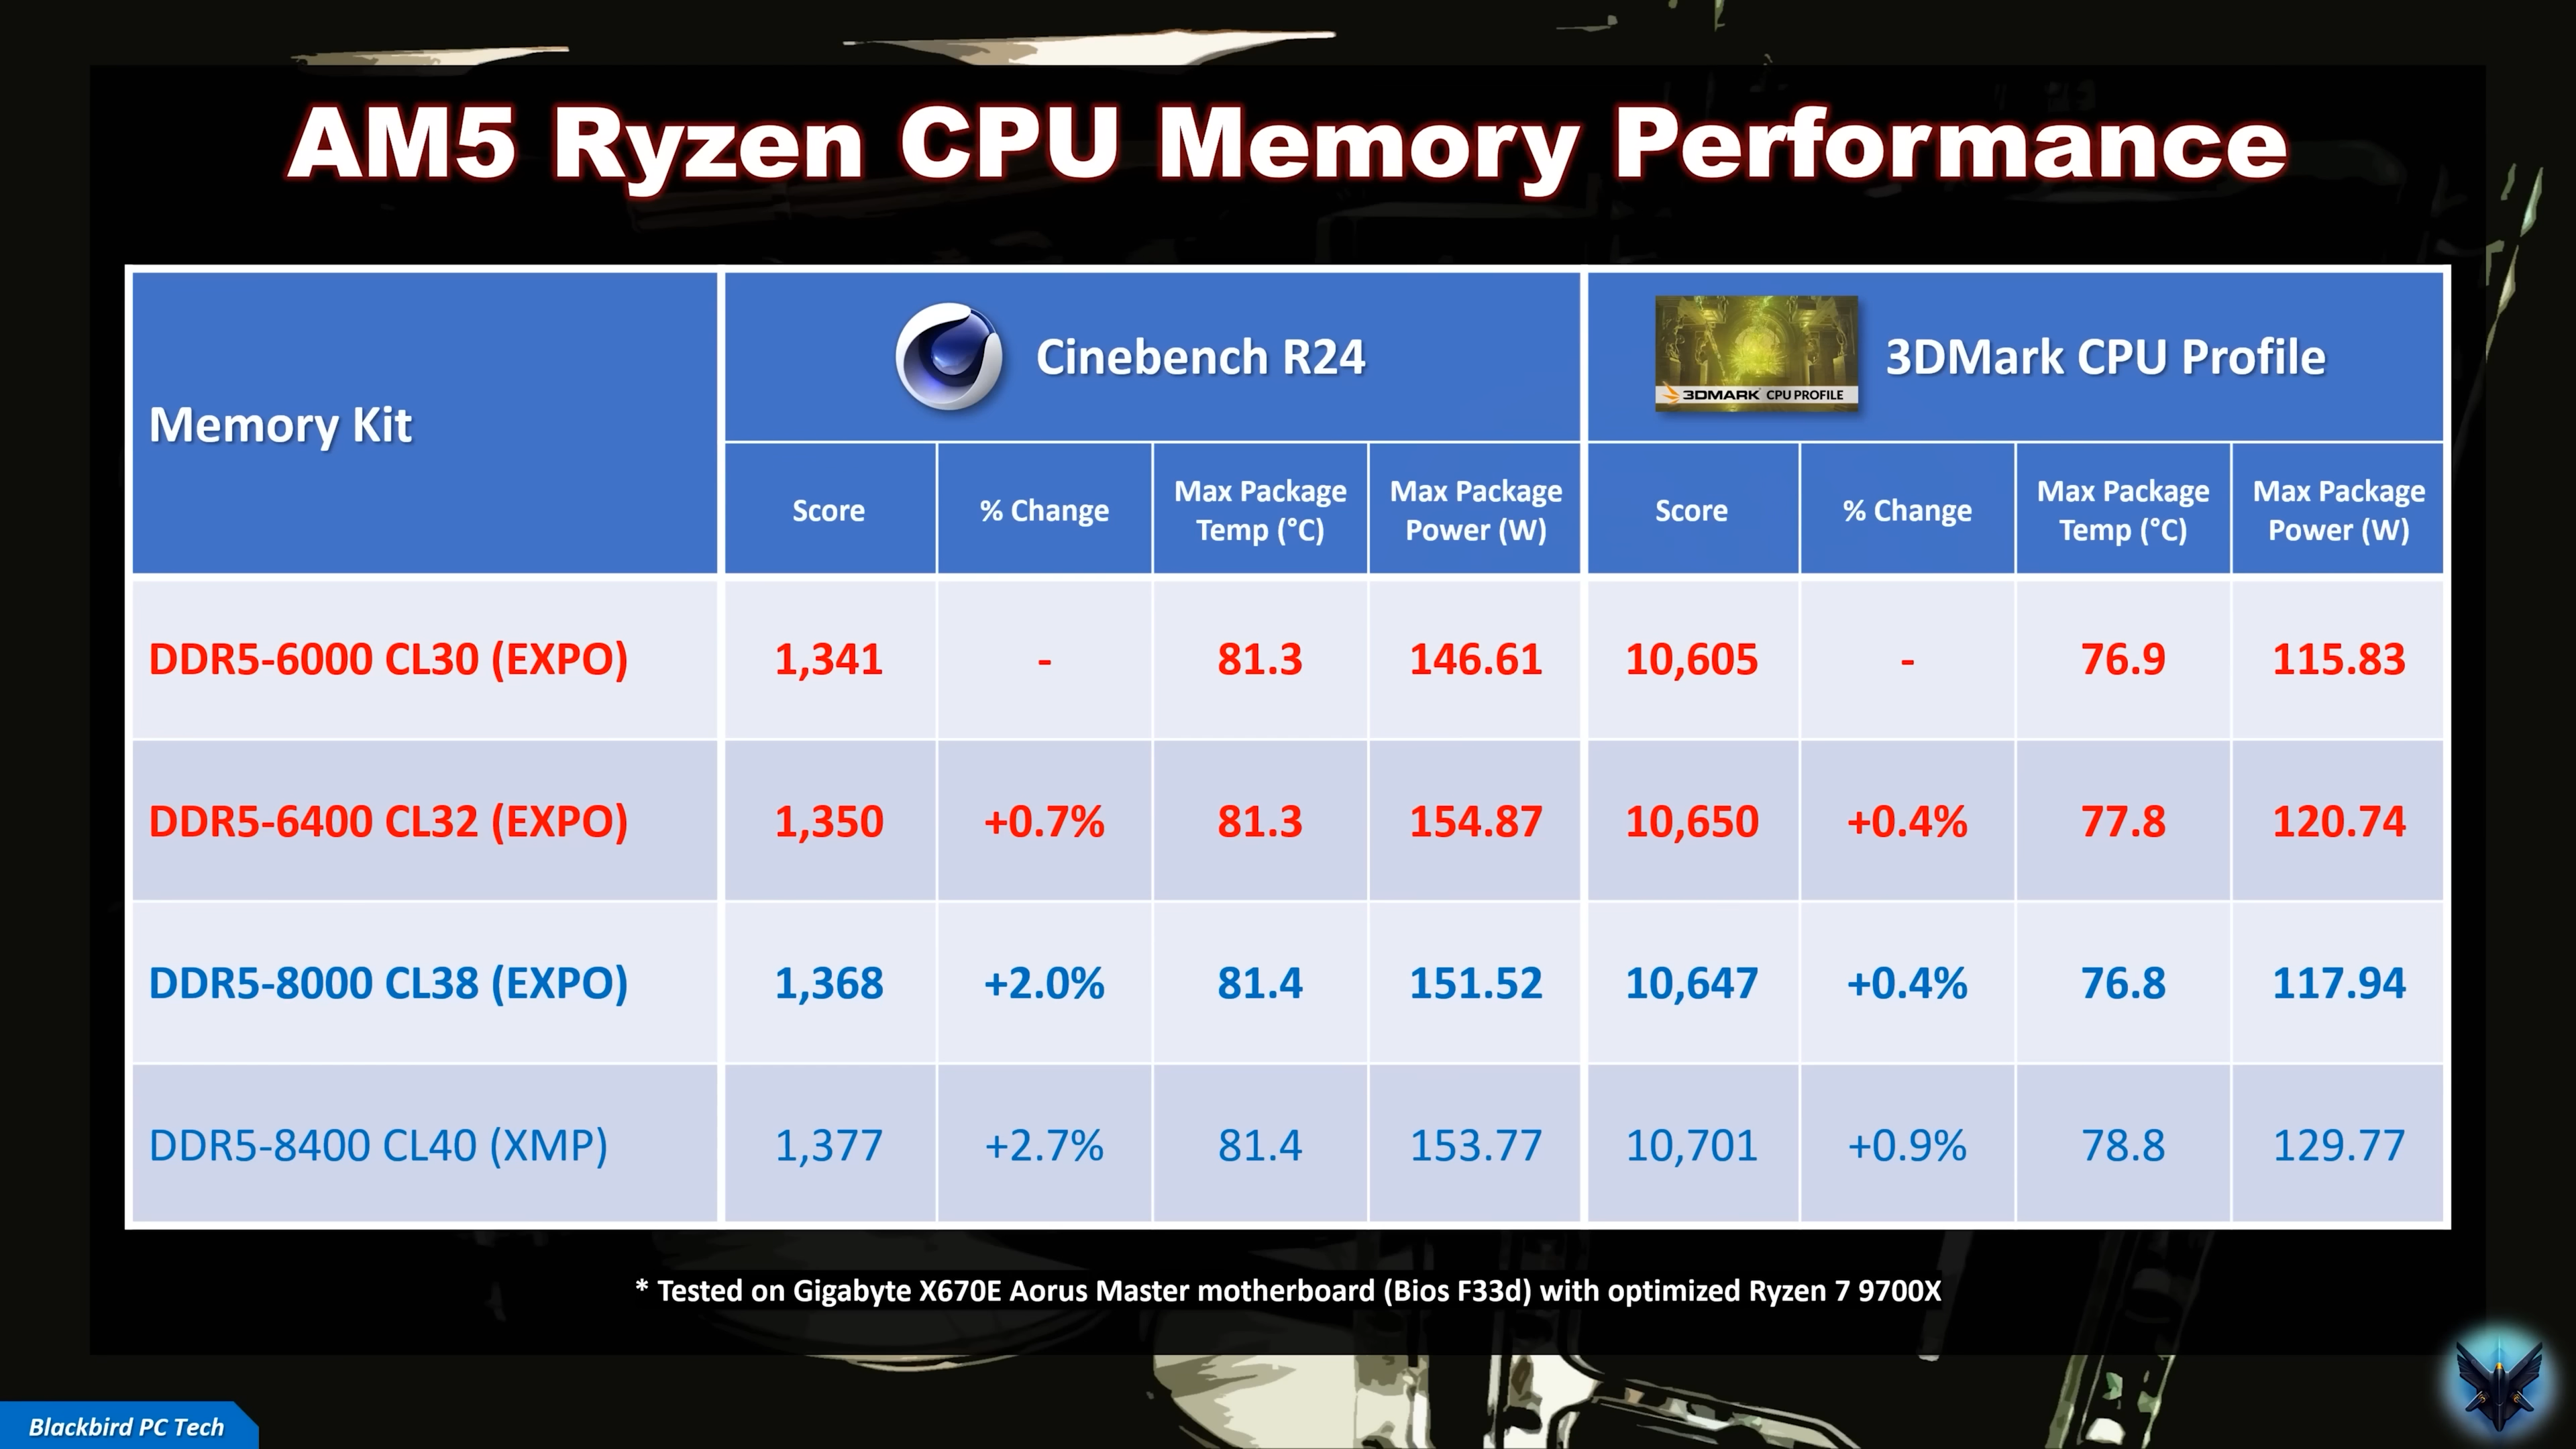 AM5 Ryzen CPU Memory Performance
Memory Kit
Cinebench R24
3DMARK CPU PROFILE
3DMark CPU Profile
Score
% Change
Max Package
Temp (°C)
Max Package
Power (W)
Score
% Change
Max Package
Temp (°C)
Max Package
Power (W)
DDR5-6000 CL30 (EXPO) 1,341 - 81.3 146.61 10,605 - 76.9 115.83
DDR5-6400 CL32 (EXPO) 1,350 +0.7% 81.3 154.87 10,650 +0.4% 77.8 120.74
DDR5-8000 CL38 (EXPO) 1,368 +2.0% 81.4 151.52 10,647 +0.4% 76.8 117.94
DDR5-8400 CL40 (XMP) 1,377 +2.7% 81.4 153.77 10,701 +0.9% 78.8 129.77
* Tested on Gigabyte X670E Aorus Master motherboard (Bios F33d) with optimized Ryzen 7 9700X
Blackbird PC Tech